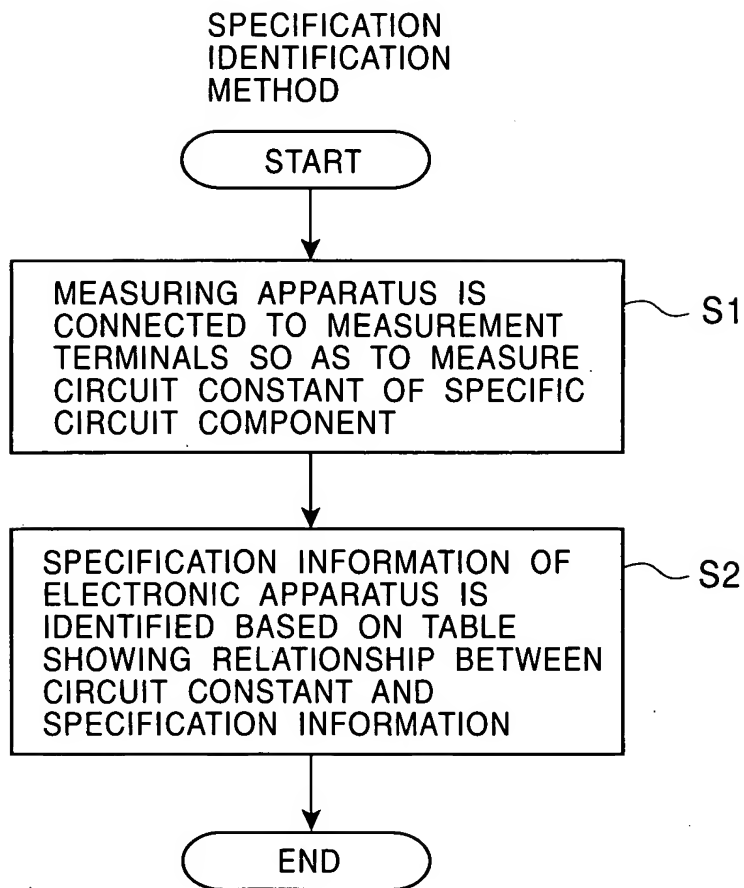 SPECIFICATION
IDENTIFICATION
METHOD
START
MEASURING APPARATUS IS
CONNECTED TO MEASUREMENT
TERMINALS SO AS TO MEASURE
CIRCUIT CONSTANT OF SPECIFIC
CIRCUIT COMPONENT
S1
SPECIFICATION INFORMATION OF
ELECTRONIC APPARATUS IS
IDENTIFIED BASED ON TABLE
SHOWING RELATIONSHIP BETWEEN
CIRCUIT CONSTANT AND
SPECIFICATION INFORMATION
S2
END